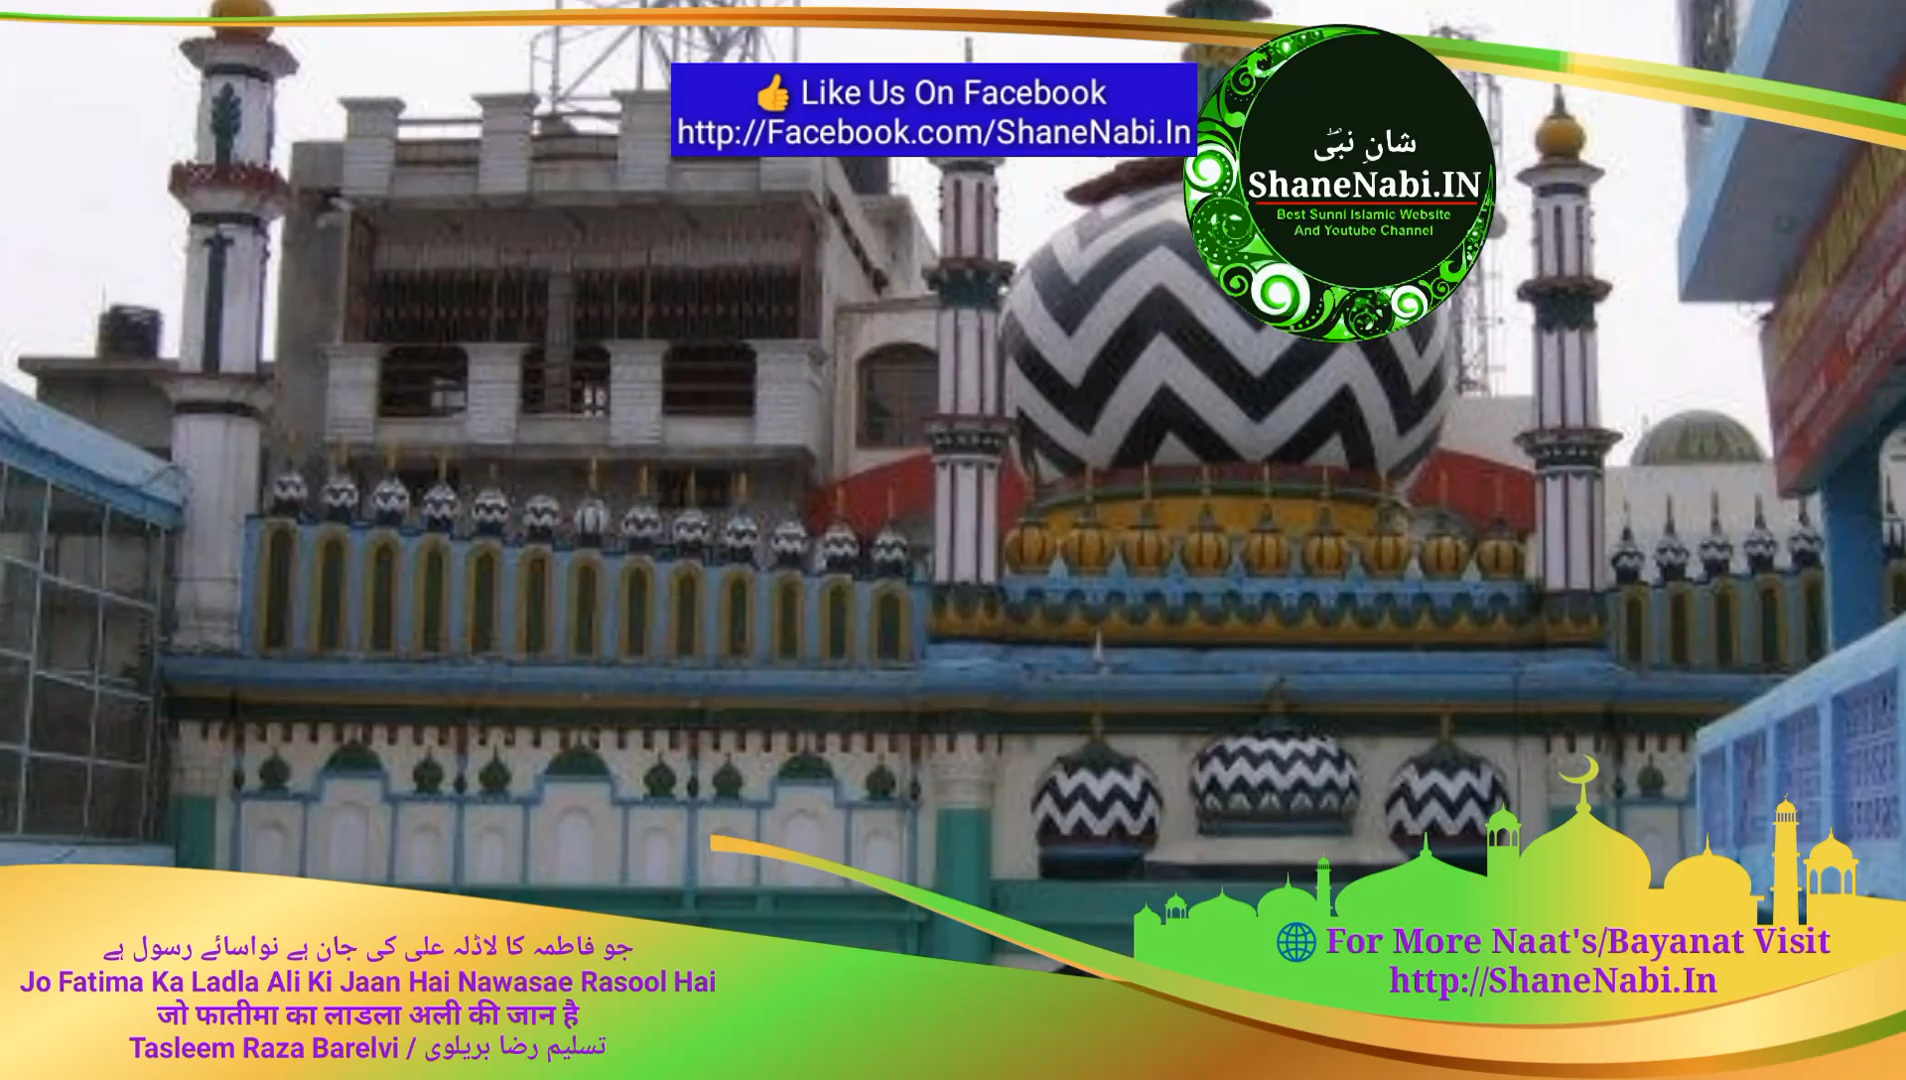 👍 Like Us On Facebook
http://Facebook.com/ShaneNabi.In
شانِ نبیؐ
ShaneNabi.IN
Best Sunni Islamic Website
And Youtube Channel
جو فاطمہ کا لاڈلہ علی کی جان ہے نواسائے رسول ہے
Jo Fatima Ka Ladla Ali Ki Jaan Hai Nawasae Rasool Hai
जो फातीमा का लाडला अली की जान है
Tasleem Raza Barelvi / تسلیم رضا بریلوی
🌐 For More Naat's/Bayanat Visit
http://ShaneNabi.In